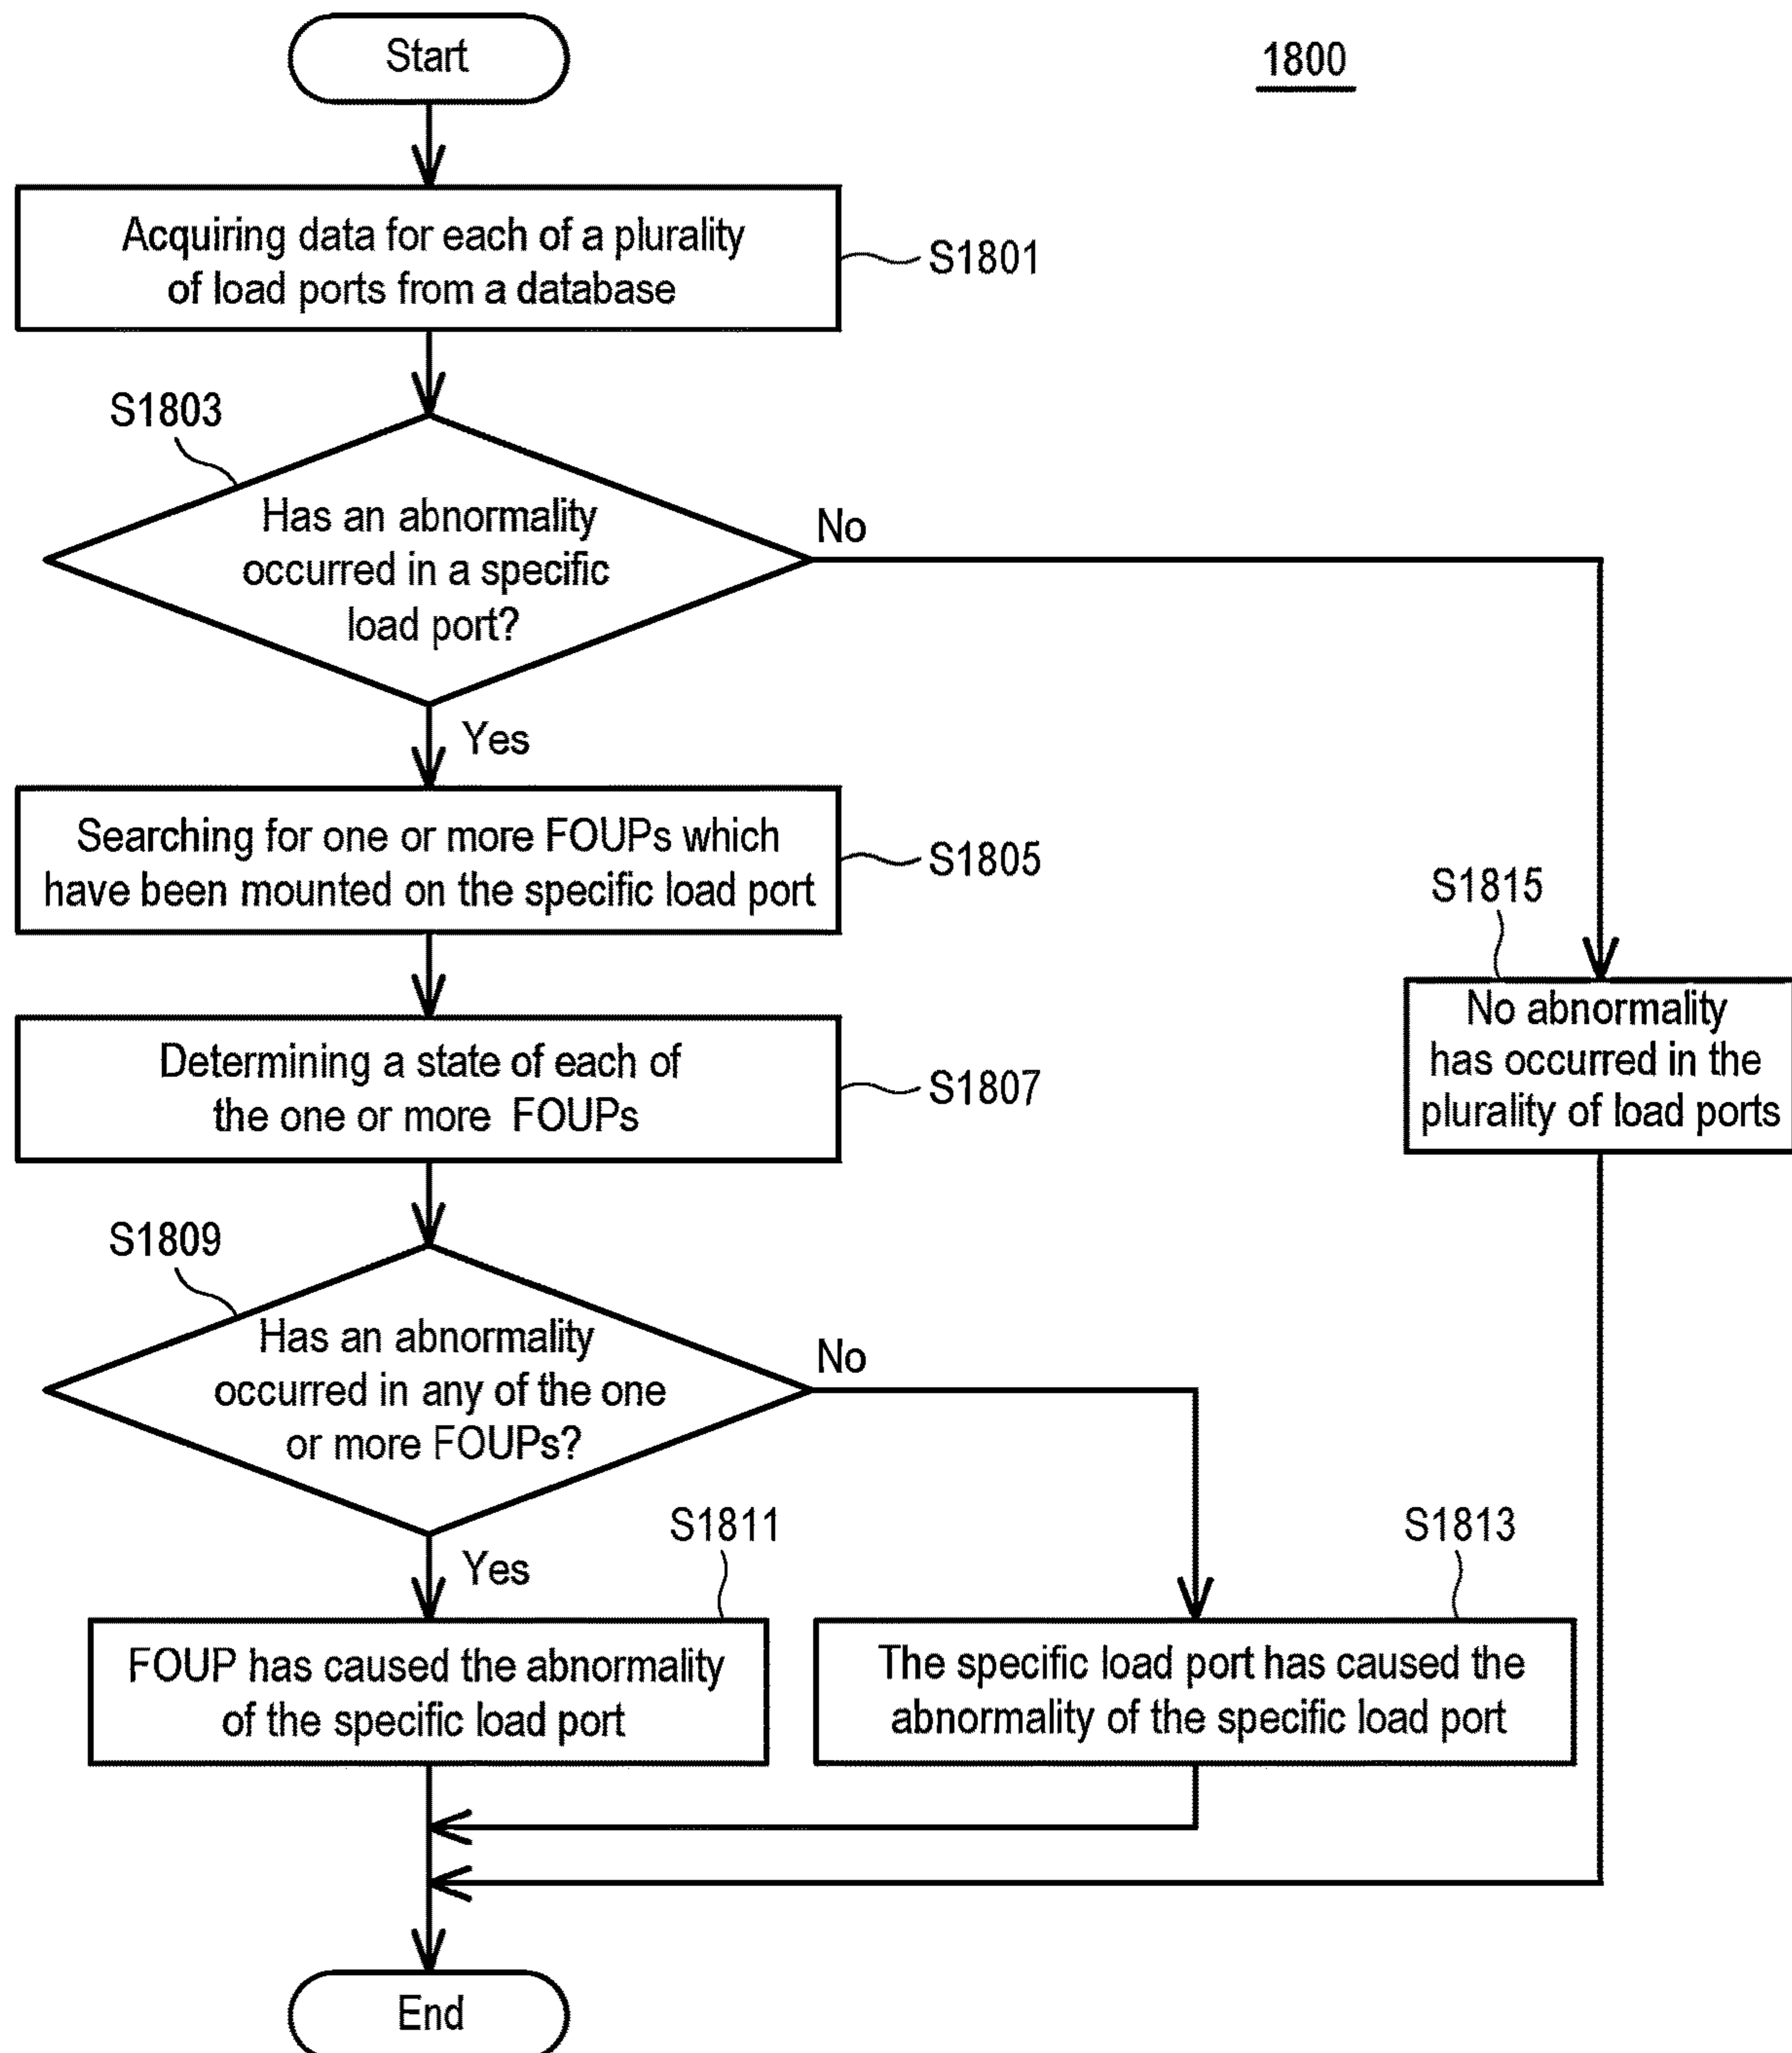 Start
1800
Acquiring data for each of a plurality
of load ports from a database
S1801
S1803
Has an abnormality
occurred in a specific
load port?
No
Yes
Searching for one or more FOUPs which
have been mounted on the specific load port
S1805
S1815
No abnormality
has occurred in the
plurality of load ports
Determining a state of each of
the one or more FOUPs
S1807
S1809
Has an abnormality
occurred in any of the one
or more FOUPs?
No
Yes
S1811
FOUP has caused the abnormality
of the specific load port
S1813
The specific load port has caused the
abnormality of the specific load port
End